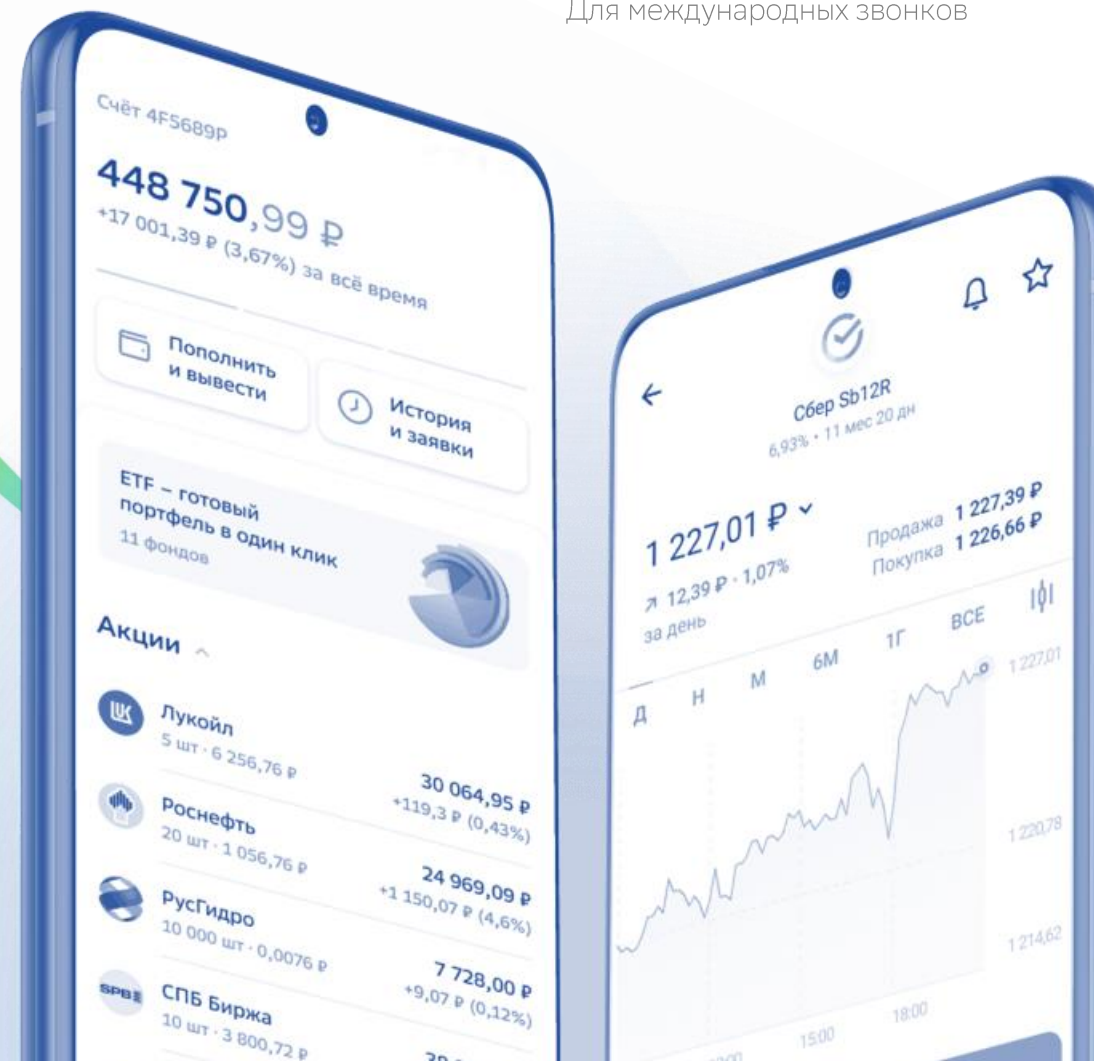 Для международных звонков
Счёт 4F5689P
448 750,99 ₽
+17 001,39 ₽ (3,67%) за всё время
Пополнить
и вывести
История
и заявки
ETF – готовый
портфель в один клик
11 фондов
Акции
LUK
Лукойл
5 шт · 6 256,76 ₽
30 064,95 ₽
+119,3 ₽ (0,43%)
Роснефть
20 шт · 1 056,76 ₽
24 969,09 ₽
+1 150,07 ₽ (4,6%)
РусГидро
10 000 шт · 0,0076 ₽
7 728,00 ₽
+9,07 ₽ (0,12%)
SPB
СПБ Биржа
10 шт · 3 800,72 ₽
Сбер Sb12R
6,93% • 11 мес 20 дн
1 227,01 ₽
12,39 ₽ · 1,07%
за день
Продажа 1 227,39 ₽
Покупка 1 226,66 ₽
Д Н М 6М 1Г ВСЕ
1 227,01
1 220,78
1 214,62
15:00 18:00